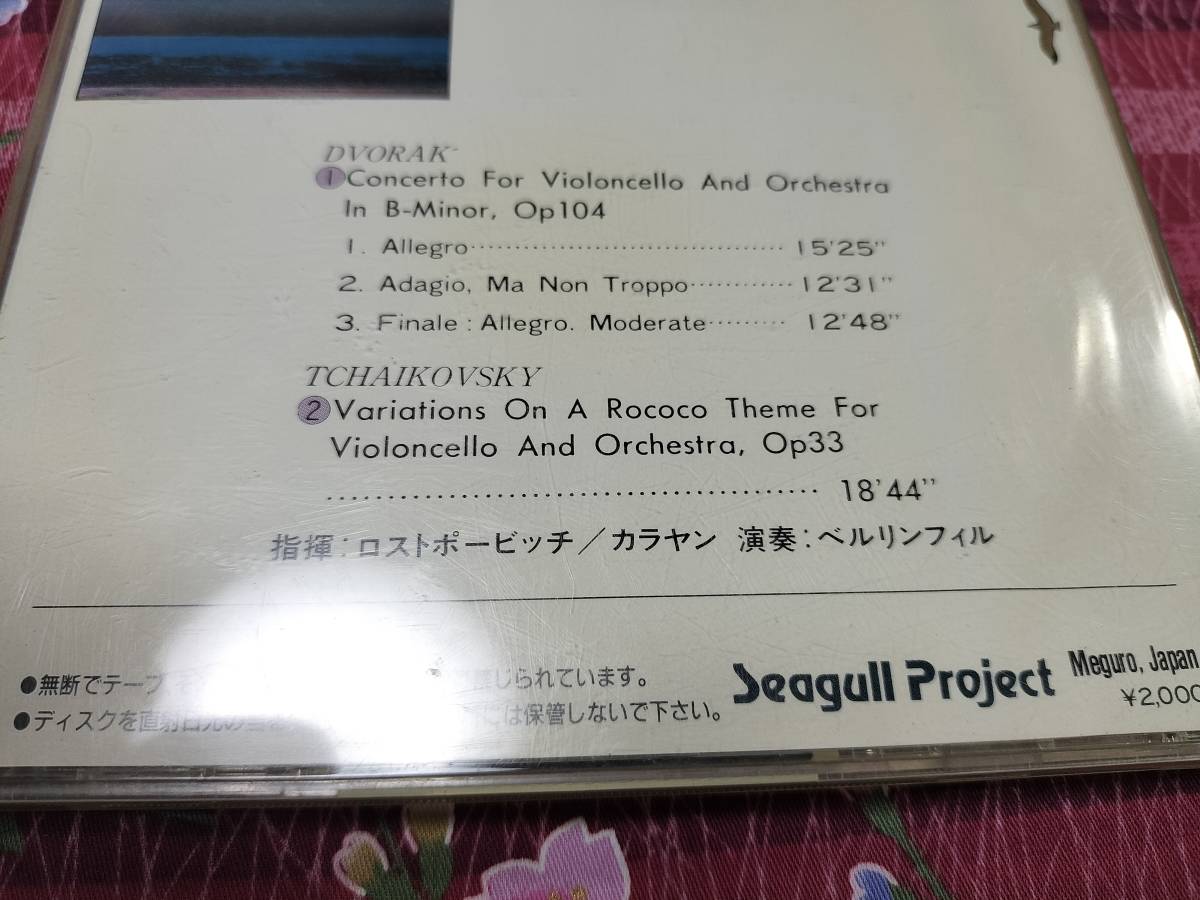 DVORAK
①Concerto For Violoncello And Orchestra
In B-Minor, Op104
1. Allegro…………………………………15'25"
2. Adagio, Ma Non Troppo…………12'31"
3. Finale : Allegro. Moderate……… 12'48"
TCHAIKOVSKY
②Variations On A Rococo Theme For
Violoncello And Orchestra, Op33
……………………………………… 18'44"
指揮：ロストポービッチ／カラヤン 演奏：ベルリンフィル
●無断でテープ じられています。
●ディスクを直射日光の には保管しないで下さい。
Seagull Project
Meguro, Japan
¥2,000